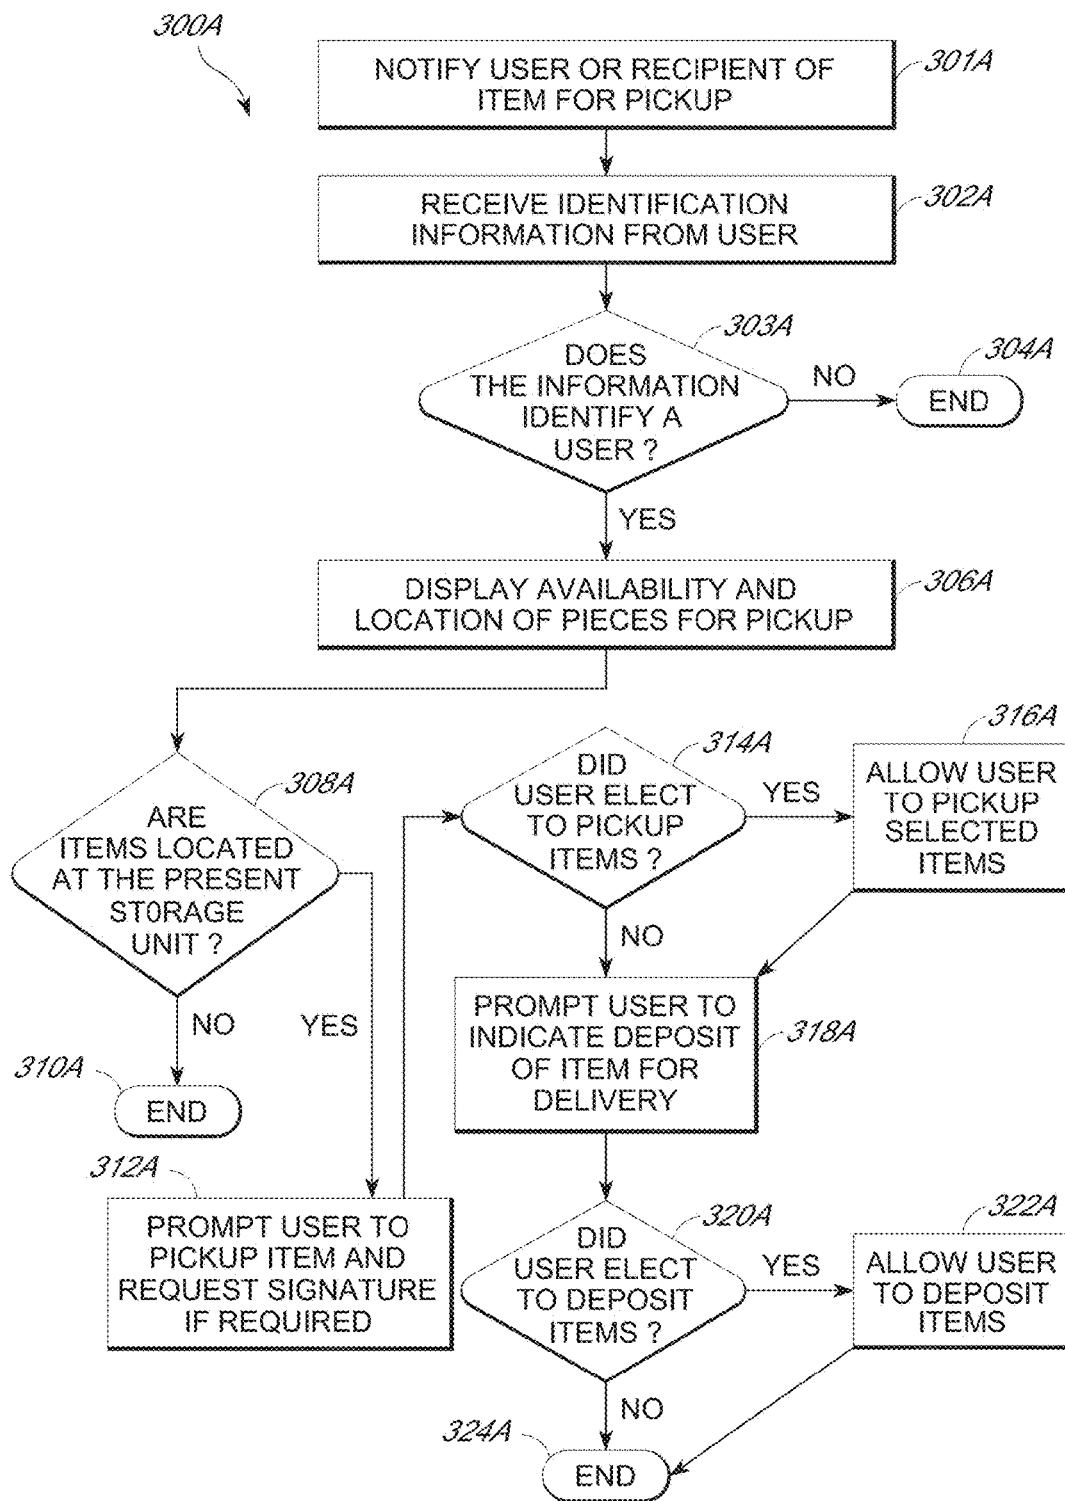 300A
NOTIFY USER OR RECIPIENT OF
ITEM FOR PICKUP
301A
RECEIVE IDENTIFICATION
INFORMATION FROM USER
302A
303A
DOES
THE INFORMATION
IDENTIFY A
USER ?
NO
304A
END
YES
DISPLAY AVAILABILITY AND
LOCATION OF PIECES FOR PICKUP
306A
308A
ARE
ITEMS LOCATED
AT THE PRESENT
ST0RAGE
UNIT ?
NO
YES
310A
END
312A
PROMPT USER TO
PICKUP ITEM AND
REQUEST SIGNATURE
IF REQUIRED
314A
DID
USER ELECT
TO PICKUP
ITEMS ?
YES
316A
ALLOW USER
TO PICKUP
SELECTED
ITEMS
NO
PROMPT USER TO
INDICATE DEPOSIT
OF ITEM FOR
DELIVERY
318A
320A
DID
USER ELECT
TO DEPOSIT
ITEMS ?
YES
322A
ALLOW USER
TO DEPOSIT
ITEMS
NO
324A
END